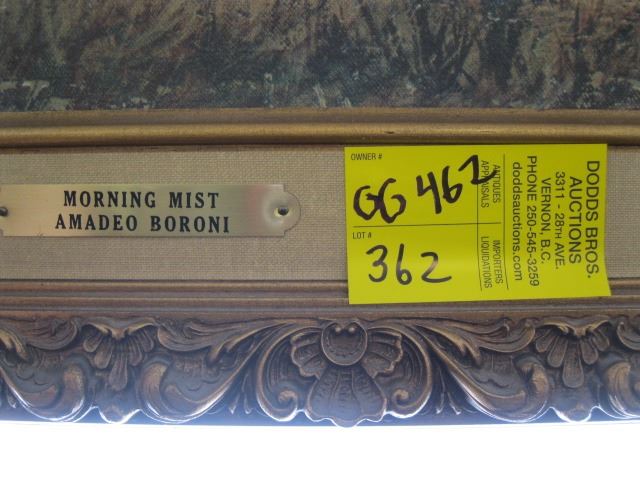 MORNING MIST
AMADEO BORONI
OWNER #
GG 462
LOT #
362
ANTIQUES
APPRAISALS
IMPORTERS
LIQUIDATIONS
DODDS BROS.
AUCTIONS
3311 - 28TH AVE.
VERNON, B.C.
PHONE 250-545-3259
doddsauctions.com